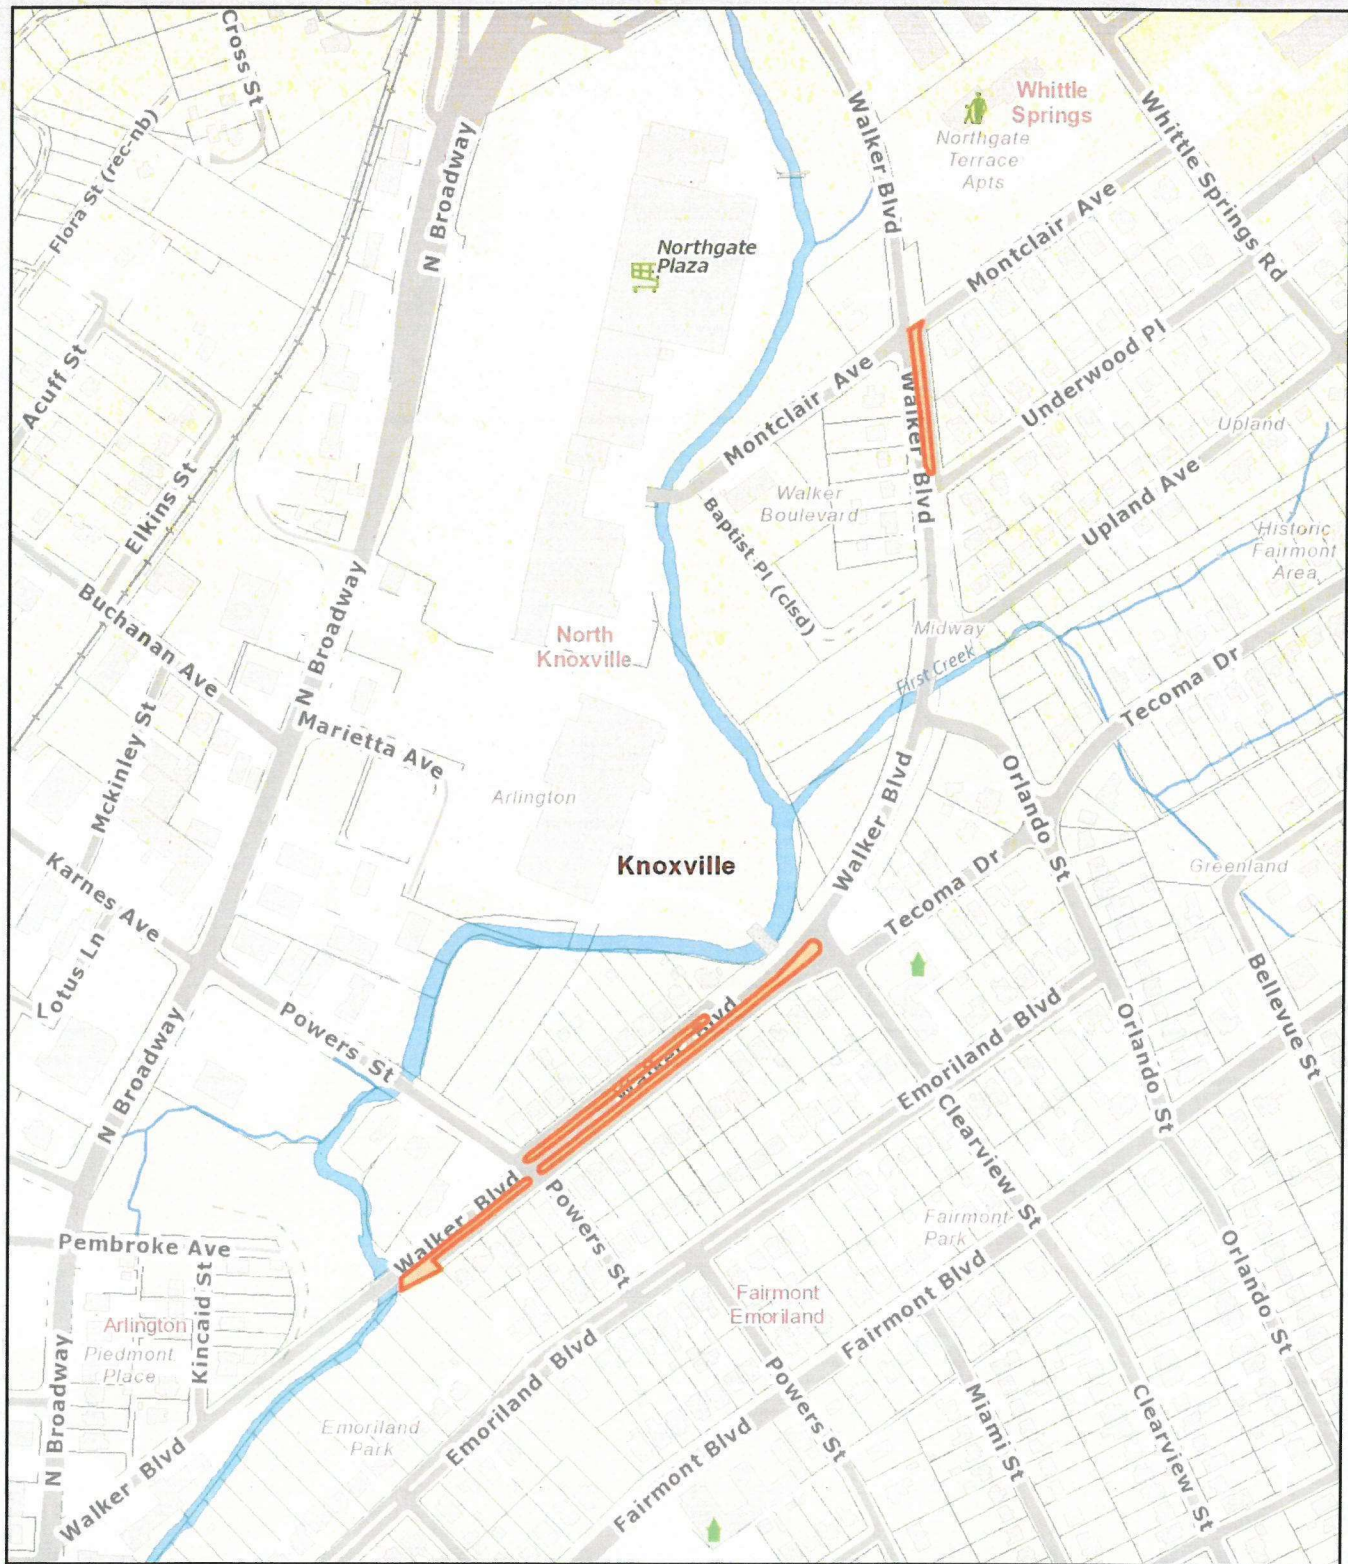 Cross St
Flora St (rec-nb)
N Broadway
Walker Blvd
Whittle
Springs
Northgate
Terrace
Apts
Whittle Springs Rd
Montclair Ave
Northgate
Plaza
Acuff St
Elkins St
Montclair Ave
Walker Blvd
Underwood Pl
Upland
Upland Ave
Walker
Boulevard
Baptist Pl (clsd)
Historic
Fairmont
Area
Buchanan Ave
N Broadway
North
Knoxville
Midway
First Creek
Tecoma Dr
Mckinley St
Marietta Ave
Arlington
Walker Blvd
Orlando St
Knoxville
Tecoma Dr
Greenland
Karnes Ave
Lotus Ln
Powers St
N Broadway
Walker Blvd
Bellevue St
Emoriland Blvd
Orlando St
Clearview St
Walker Blvd
Powers St
Fairmont
Park
Pembroke Ave
Kincaid St
Arlington
Piedmont
Place
Fairmont
Emoriland
Fairmont Blvd
Orlando St
N Broadway
Walker Blvd
Emoriland
Park
Emoriland Blvd
Powers St
Miami St
Clearview St
Fairmont Blvd